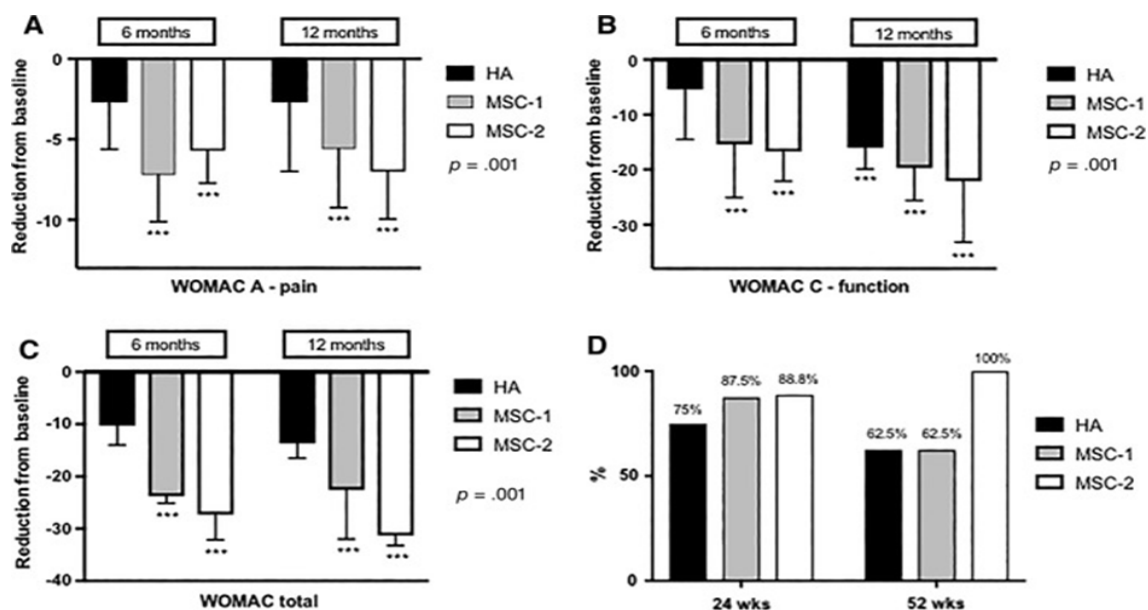 A
6 months
12 months
0
-5
-10
Reduction from baseline
***
***
***
***
HA
MSC-1
MSC-2
p = .001
WOMAC A - pain
B
6 months
12 months
0
-10
-20
-30
Reduction from baseline
***
***
***
***
***
HA
MSC-1
MSC-2
p = .001
WOMAC C - function
C
6 months
12 months
0
-10
-20
-30
-40
Reduction from baseline
***
***
***
***
HA
MSC-1
MSC-2
p = .001
WOMAC total
D
100
50
0
%
75%
87.5%
88.8%
62.5%
62.5%
100%
HA
MSC-1
MSC-2
24 wks
52 wks